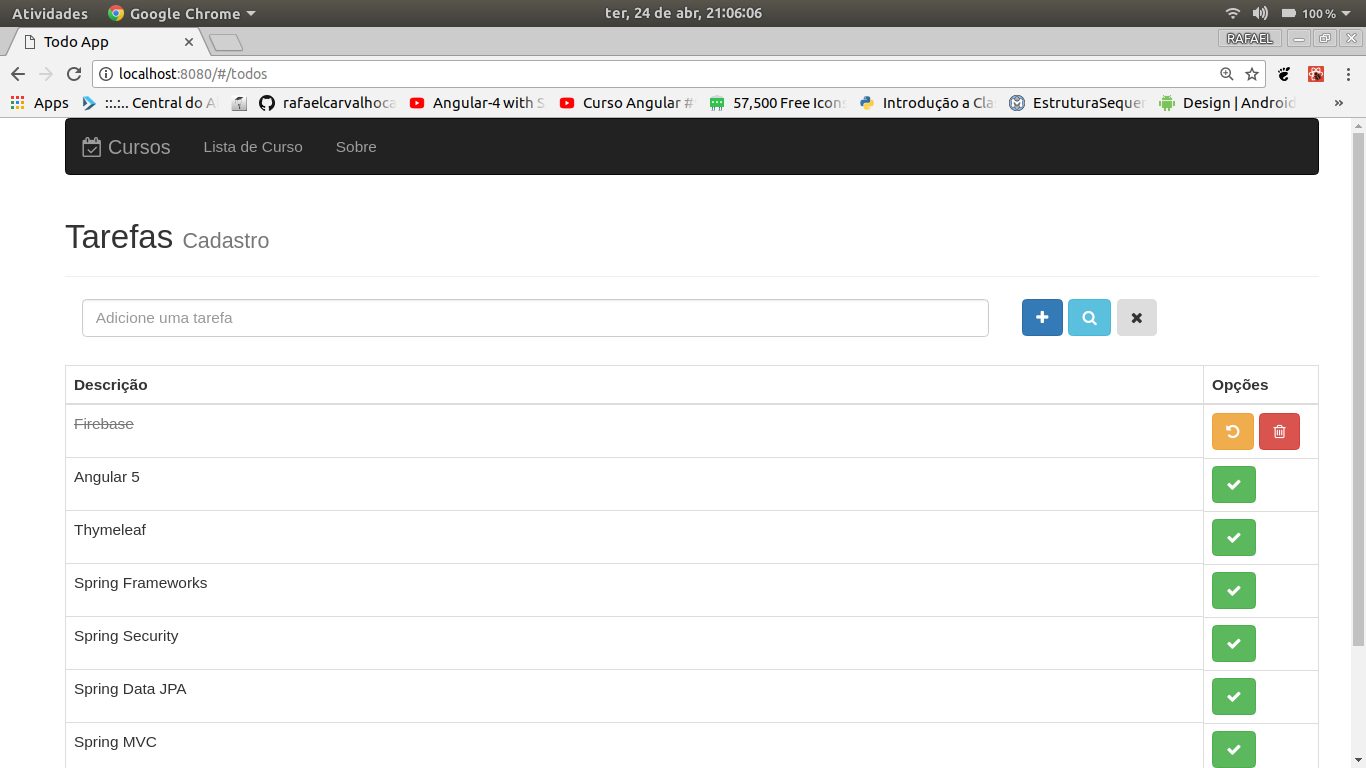 Atividades Google Chrome ter, 24 de abr, 21:06:06 100 %
Todo App RAFAEL
localhost:8080/#/todos
Apps ::.:.. Central do A rafaelcarvalhoca Angular-4 with S Curso Angular # 57,500 Free Icons Introdução a Cla EstruturaSequen Design | Android »
Cursos Lista de Curso Sobre
Tarefas Cadastro
Adicione uma tarefa
Descrição Opções
Firebase
Angular 5
Thymeleaf
Spring Frameworks
Spring Security
Spring Data JPA
Spring MVC